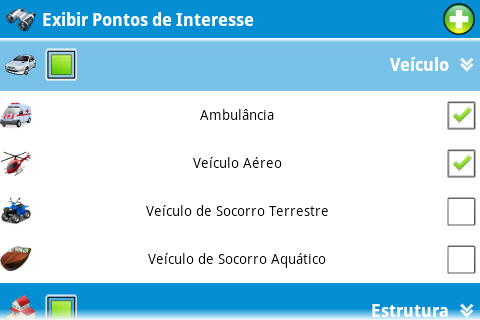 Exibir Pontos de Interesse
Veículo
Ambulância
Veículo Aéreo
Veículo de Socorro Terrestre
Veículo de Socorro Aquático
Estrutura